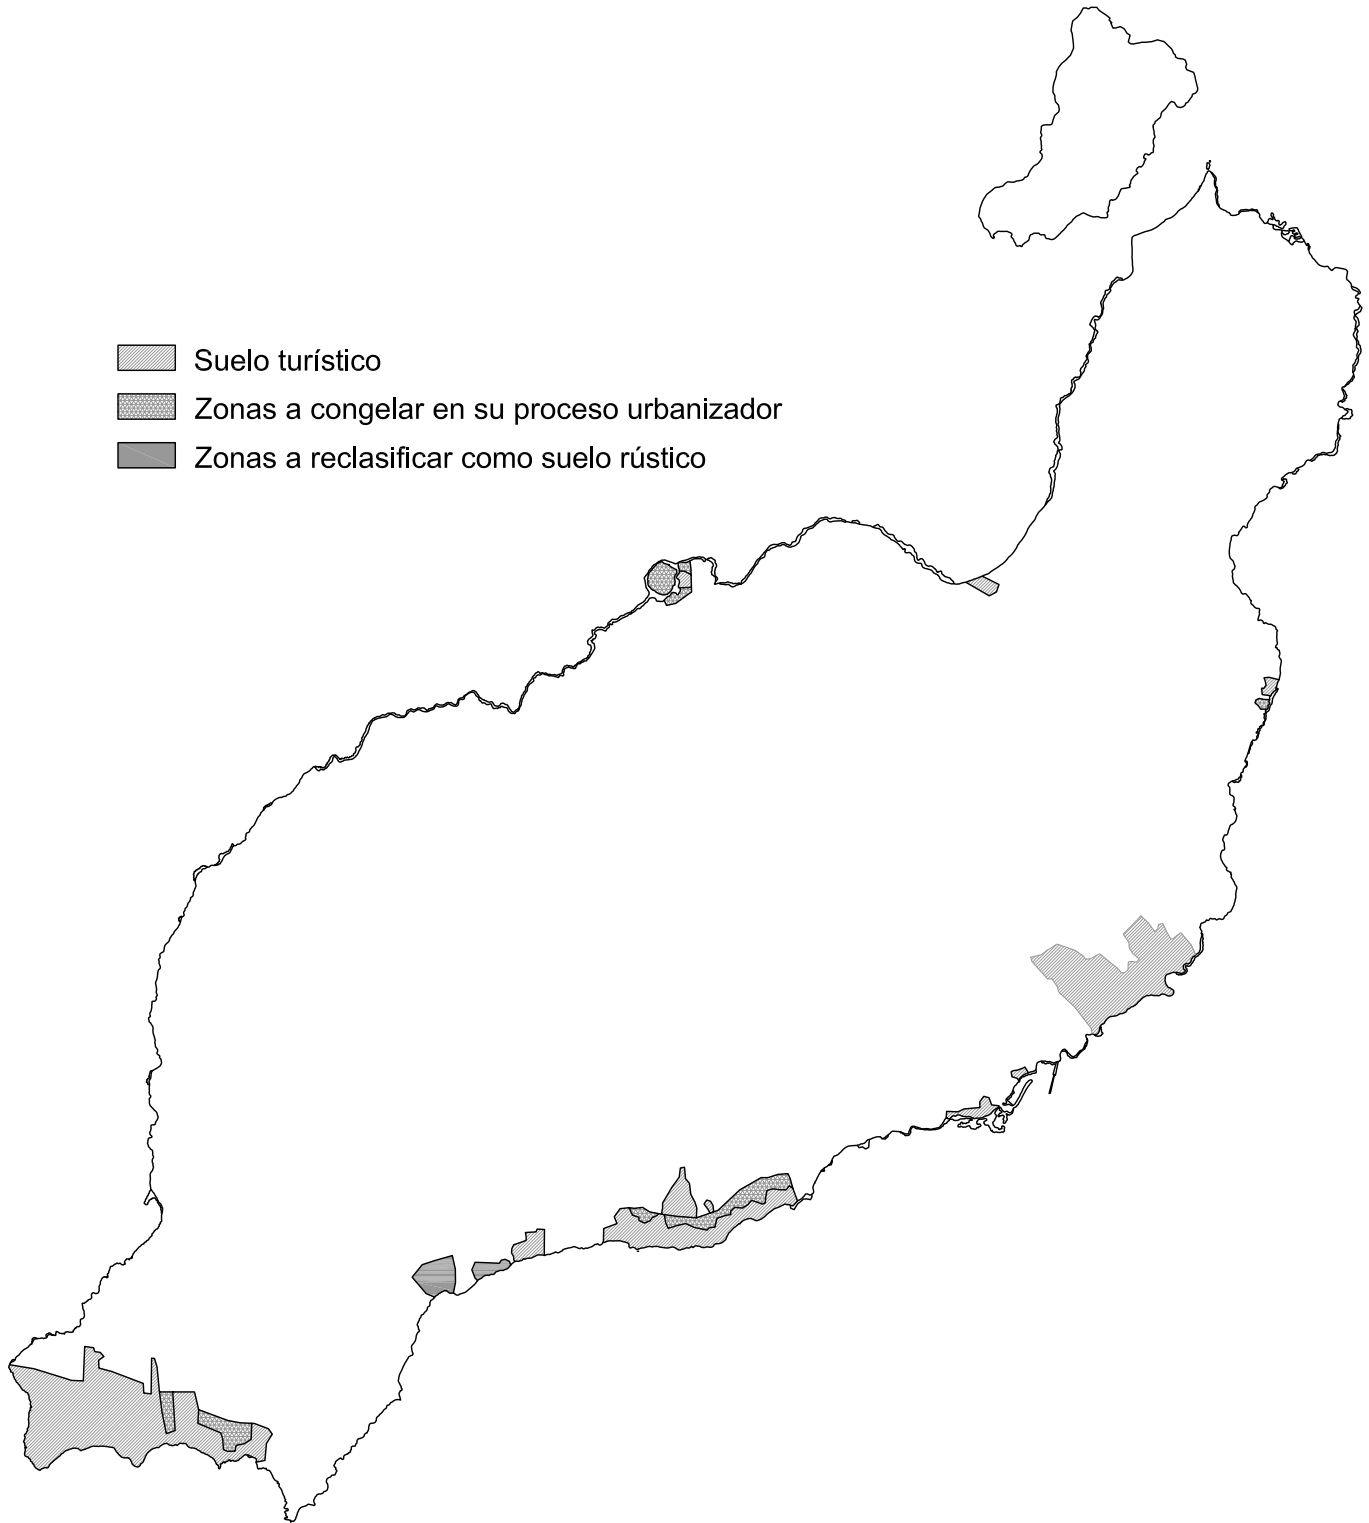 Suelo turístico
Zonas a congelar en su proceso urbanizador
Zonas a reclasificar como suelo rústico